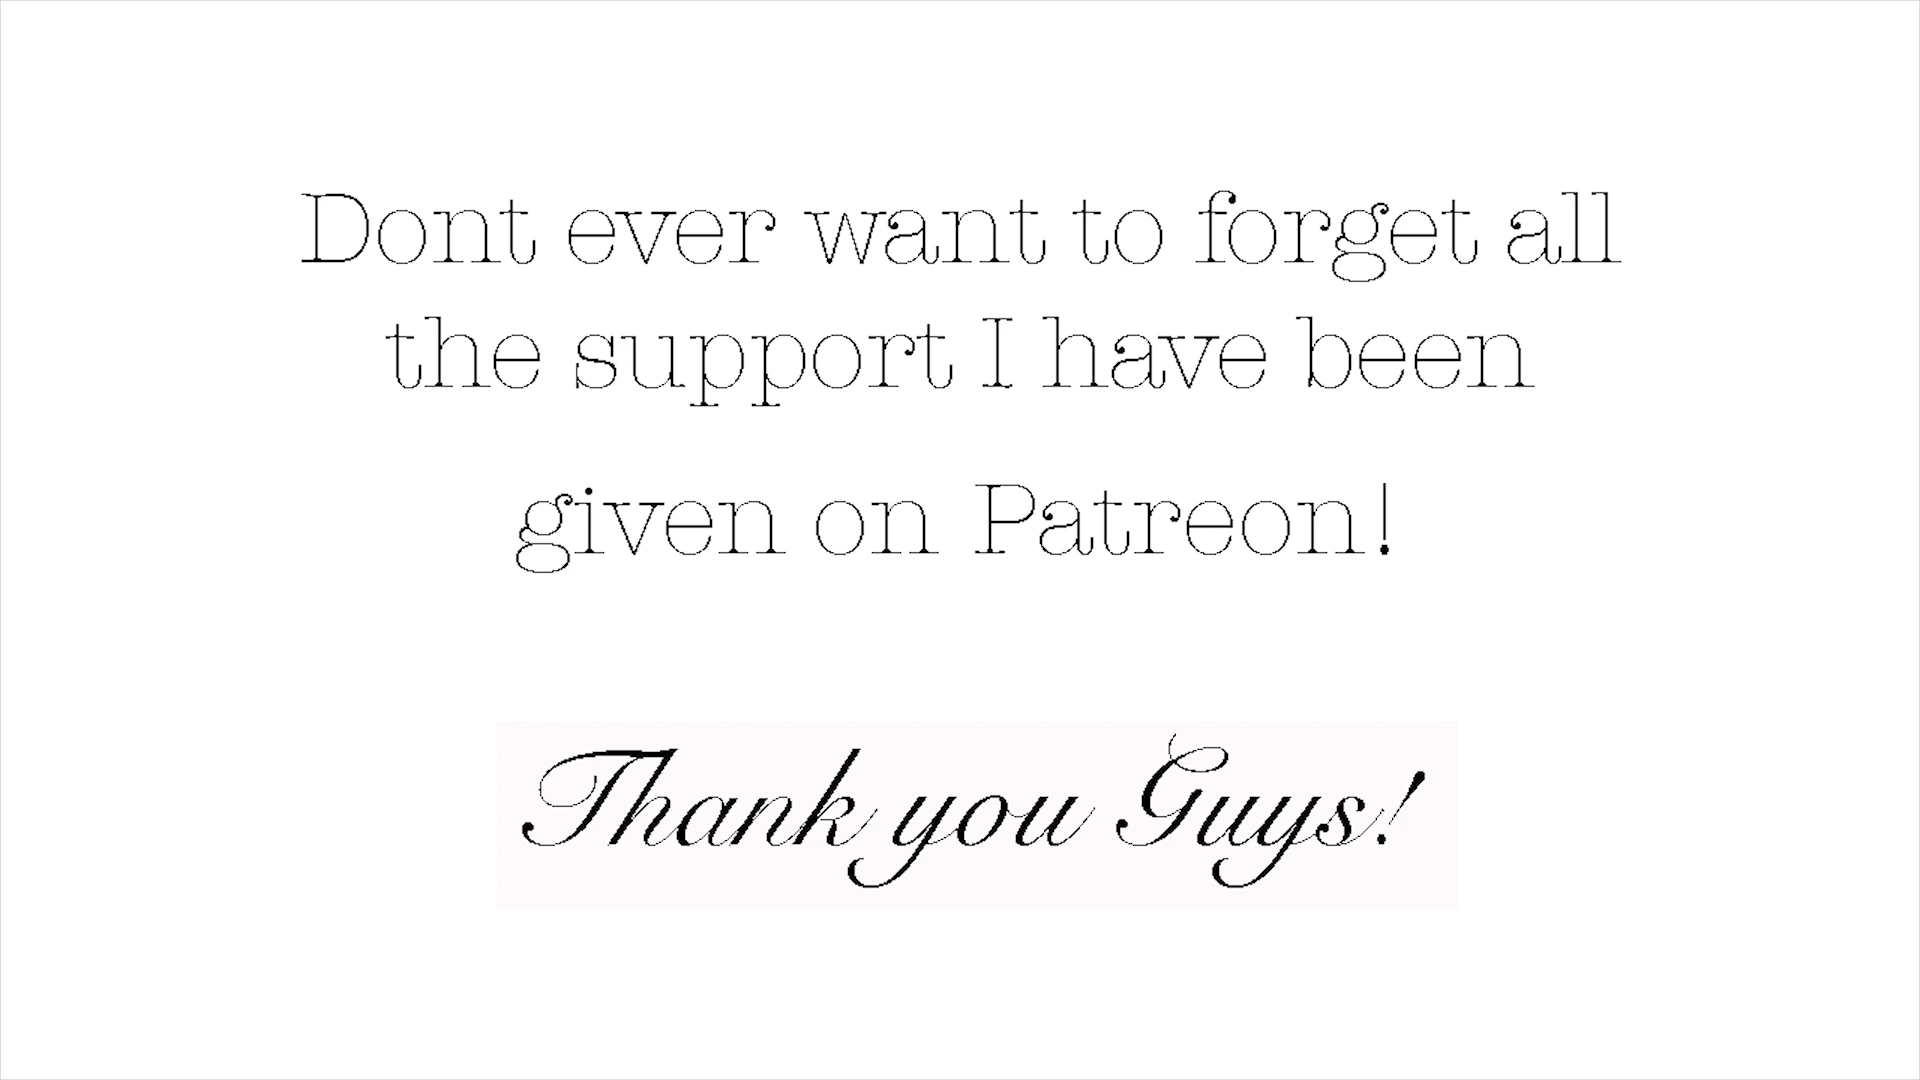 Dont ever want to forget all
the support I have been
given on Patreon!
Thank you Guys!